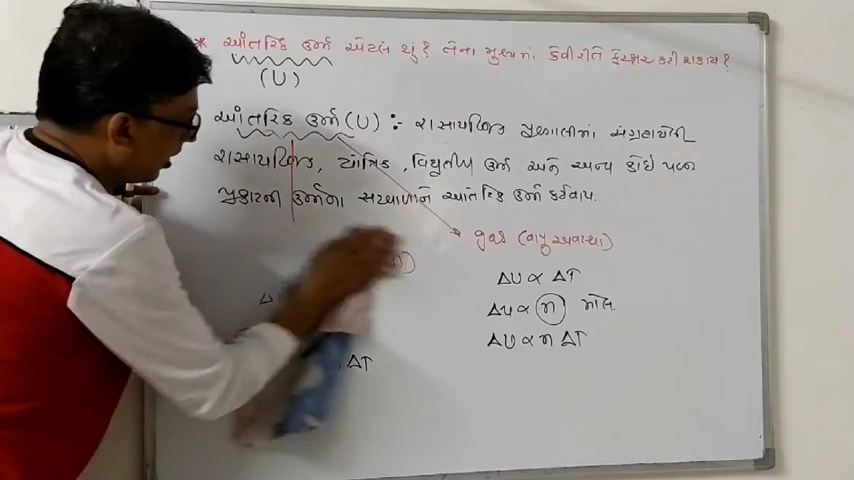 * આંતરિક ઉર્જા એટલે શું? તેના મુલ્યમાં કેવી રીતે ફેરફાર કરી શકાય?
(U)
આંતરિક ઉર્જા (U) :- રાસાયણિક પ્રણાલીમાં સંગ્રહાયેલી
રાસાયણિક, યાંત્રિક, વિદ્યુતીય ઉર્જા અને અન્ય કોઈ પણ
પ્રકારની ઉર્જાના સરવાળાને આંતરિક ઉર્જા કહેવાય.
gas (વાયુ અવસ્થા)
ΔU ∝ ΔT
ΔU ∝ n મોલ.
ΔU ∝ n ΔT
Δ
ΔT